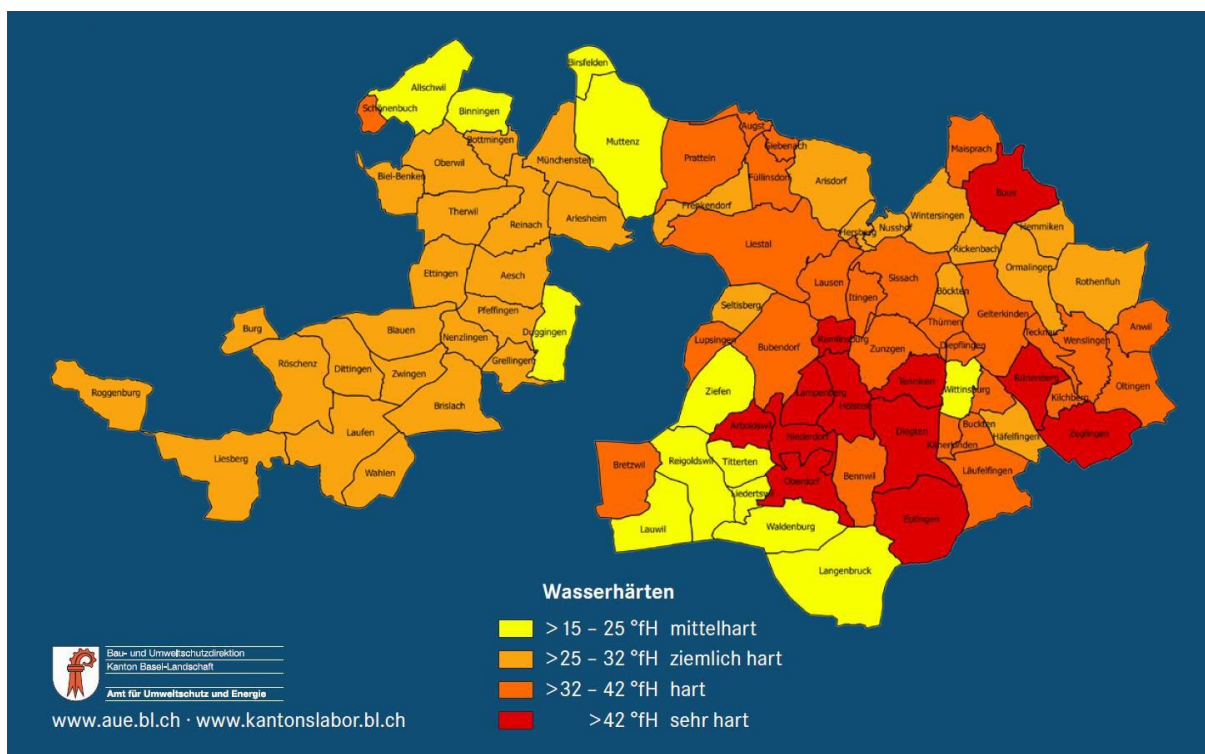 Birsfelden
Allschwil
Schönenbuch
Binningen
Muttenz
Augst
Bottmingen
Giebenach
Maisprach
Oberwil
Münchenstein
Pratteln
Füllinsdorf
Biel-Benken
Arisdorf
Buus
Frenkendorf
Therwil
Reinach
Arlesheim
Wintersingen
Hersberg
Nusshof
Hemmiken
Liestal
Rickenbach
Ormalingen
Ettingen
Aesch
Lausen
Sissach
Rothenfluh
Seltisberg
Itingen
Böckten
Pfeffingen
Gelterkinden
Thürnen
Burg
Blauen
Nenzlingen
Duggingen
Tecknau
Anwil
Lupsingen
Bubendorf
Ramlinsburg
Zunzgen
Diepflingen
Wenslingen
Röschenz
Dittingen
Zwingen
Grellingen
Roggenburg
Ziefen
Lampenberg
Hölstein
Tenniken
Wittinsburg
Rünenberg
Kilchberg
Oltingen
Brislach
Laufen
Arboldswil
Niederdorf
Diegten
Buckten
Häfelfingen
Zeglingen
Känerkinden
Liesberg
Wahlen
Bretzwil
Reigoldswil
Titterten
Oberdorf
Bennwil
Läufelfingen
Liedertswil
Lauwil
Waldenburg
Eptingen
Langenbruck
Wasserhärten
> 15 – 25 °fH mittelhart
>25 – 32 °fH ziemlich hart
>32 – 42 °fH hart
>42 °fH sehr hart
Bau- und Umweltschutzdirektion
Kanton Basel-Landschaft
Amt für Umweltschutz und Energie
www.aue.bl.ch · www.kantonslabor.bl.ch